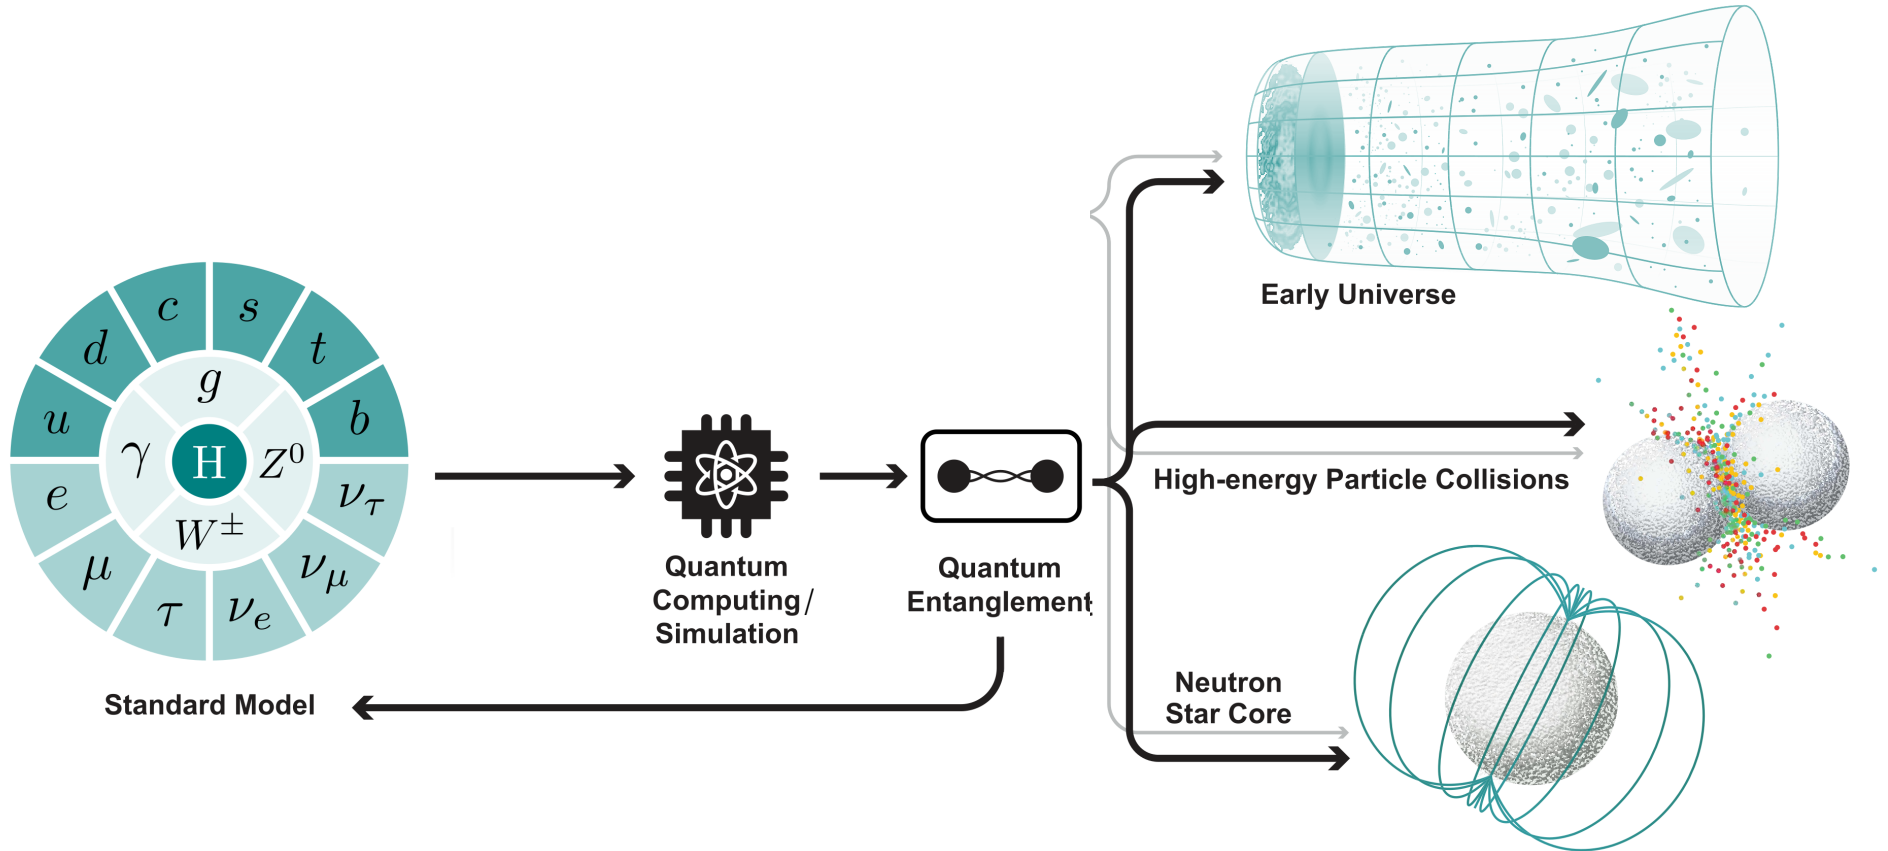 c
s
d
t
u
b
g
γ
H
Z⁰
W±
e
ν_τ
μ
ν_μ
τ
ν_e
Standard Model
Quantum
Computing/
Simulation
Quantum
Entanglement
Early Universe
High-energy Particle Collisions
Neutron
Star Core